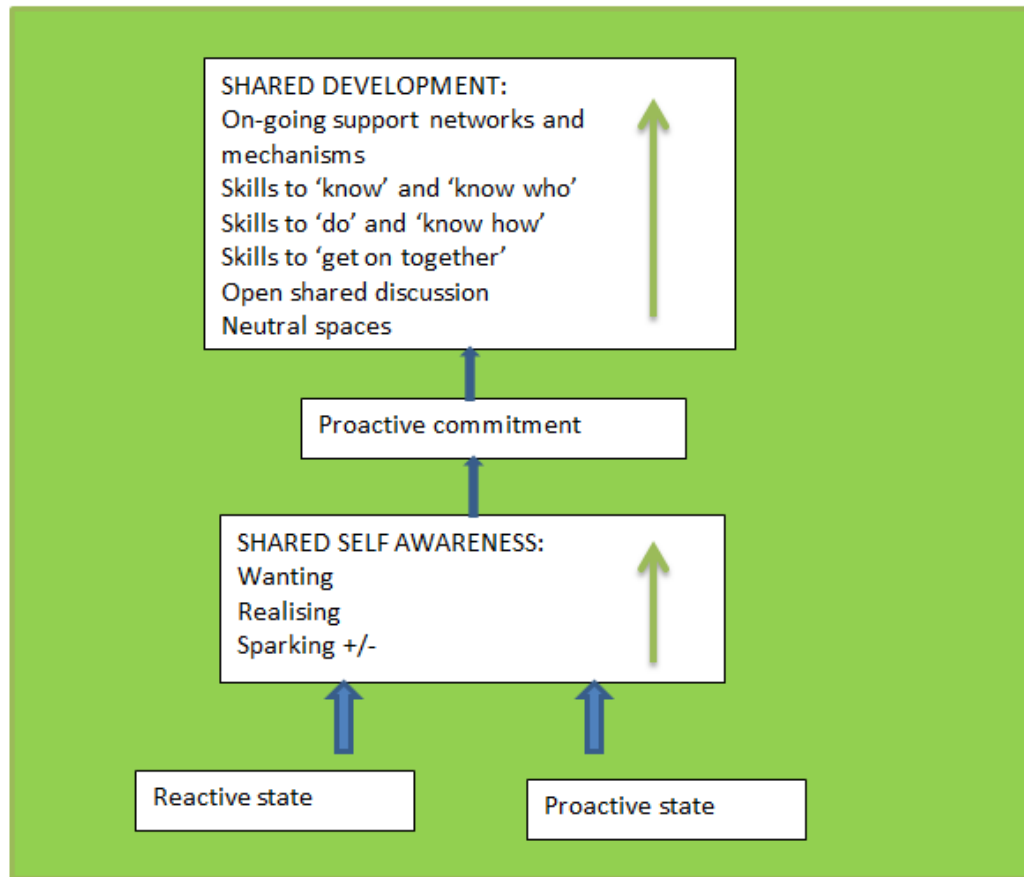 SHARED DEVELOPMENT:
On-going support networks and
mechanisms
Skills to ‘know’ and ‘know who’
Skills to ‘do’ and ‘know how’
Skills to ‘get on together’
Open shared discussion
Neutral spaces
Proactive commitment
SHARED SELF AWARENESS:
Wanting
Realising
Sparking +/-
Reactive state
Proactive state